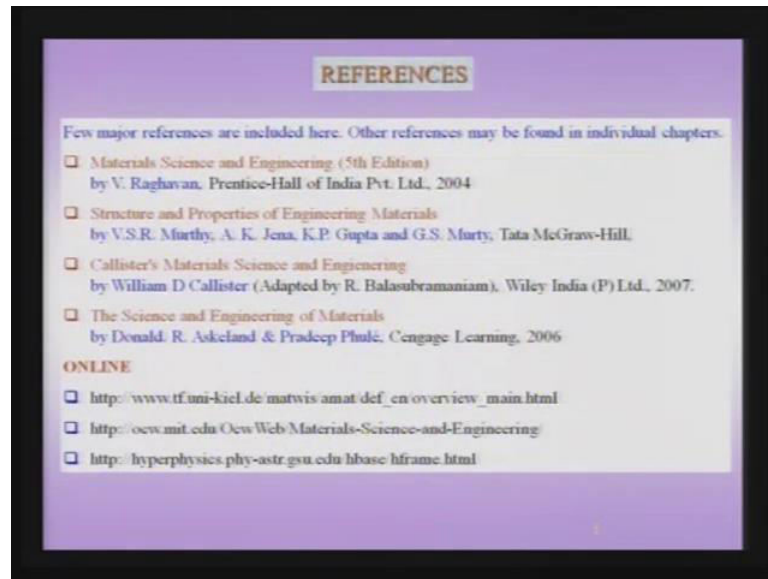 REFERENCES
Few major references are included here. Other references may be found in individual chapters.
Materials Science and Engineering (5th Edition)
by V. Raghavan, Prentice-Hall of India Pvt. Ltd., 2004
Structure and Properties of Engineering Materials
by V.S.R. Murthy, A. K. Jena, K.P. Gupta and G.S. Murty, Tata McGraw-Hill,
Callister's Materials Science and Engienering
by William D Callister (Adapted by R. Balasubramaniam), Wiley India (P) Ltd., 2007.
The Science and Engineering of Materials
by Donald. R. Askeland & Pradeep Phulé, Cengage Learning, 2006
ONLINE
http://www.tf.uni-kiel.de/matwis/amat/def_en/overview_main.html
http://ocw.mit.edu/OcwWeb/Materials-Science-and-Engineering/
http://hyperphysics.phy-astr.gsu.edu/hbase/hframe.html